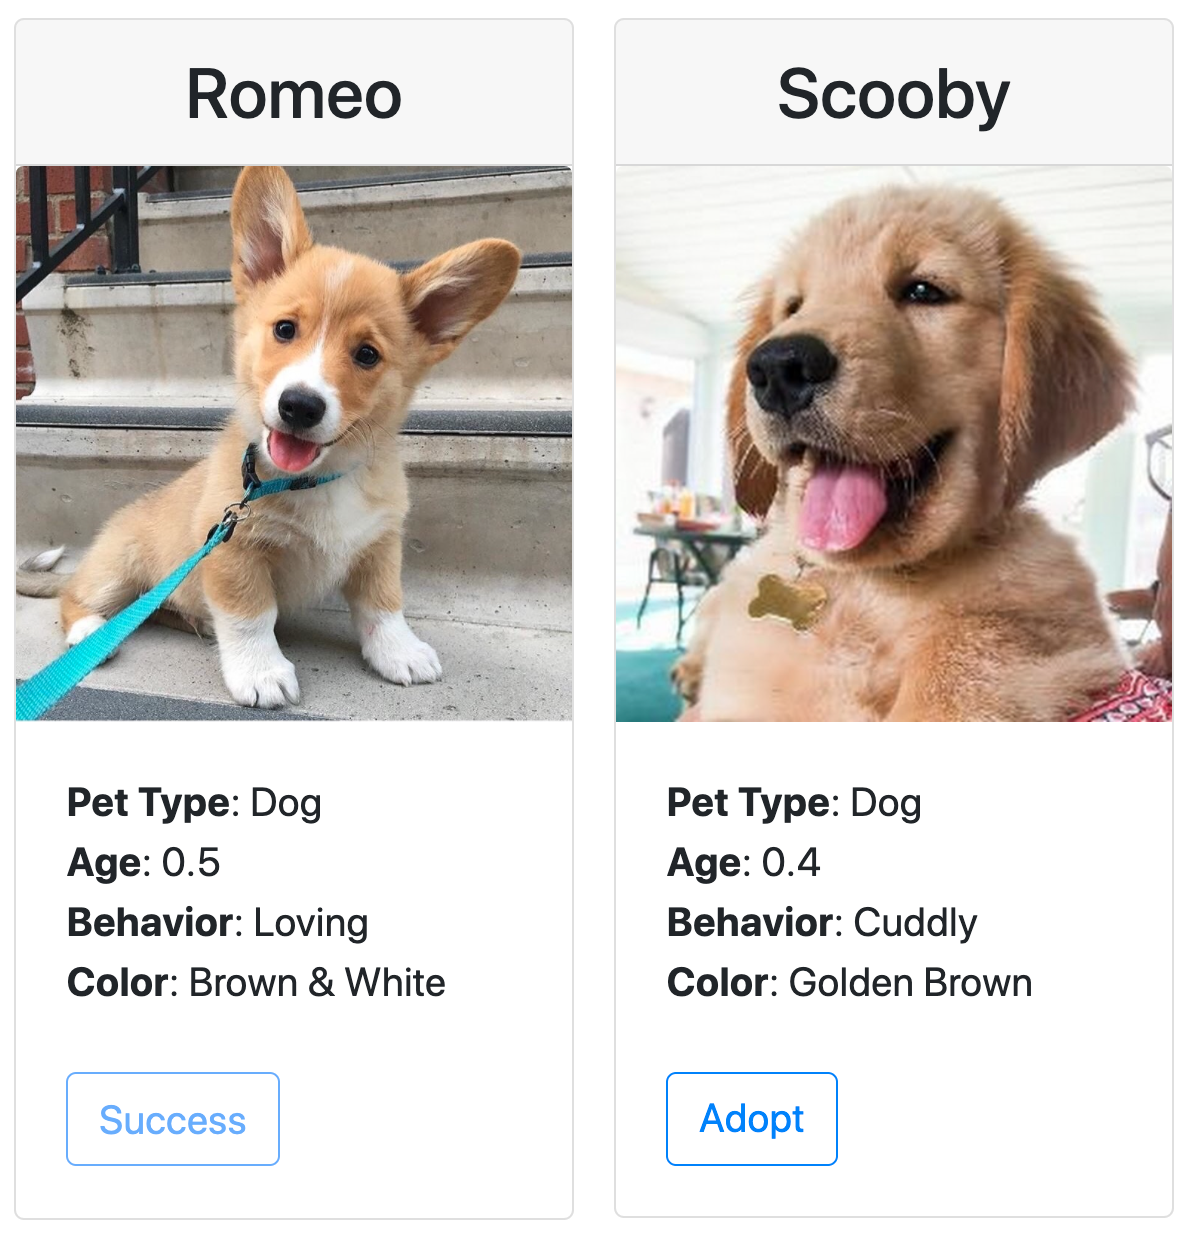 Romeo
Pet Type: Dog
Age: 0.5
Behavior: Loving
Color: Brown & White
Success
Scooby
Pet Type: Dog
Age: 0.4
Behavior: Cuddly
Color: Golden Brown
Adopt